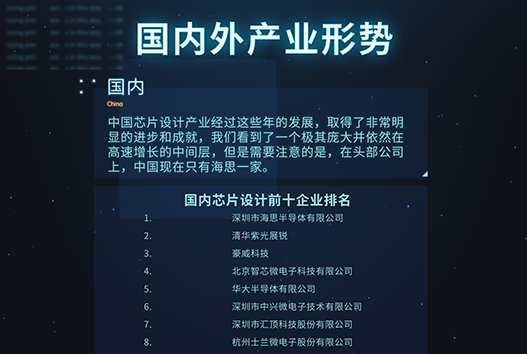 国内外产业形势
国内
China
中国芯片设计产业经过这些年的发展，取得了非常明
显的进步和成就，我们看到了一个极其庞大并依然在
高速增长的中间层，但是需要注意的是，在头部公司
上，中国现在只有海思一家。
国内芯片设计前十企业排名
1. 深圳市海思半导体有限公司
2. 清华紫光展锐
3. 豪威科技
4. 北京智芯微电子科技有限公司
5. 华大半导体有限公司
6. 深圳市中兴微电子技术有限公司
7. 深圳市汇顶科技股份有限公司
8. 杭州士兰微电子股份有限公司